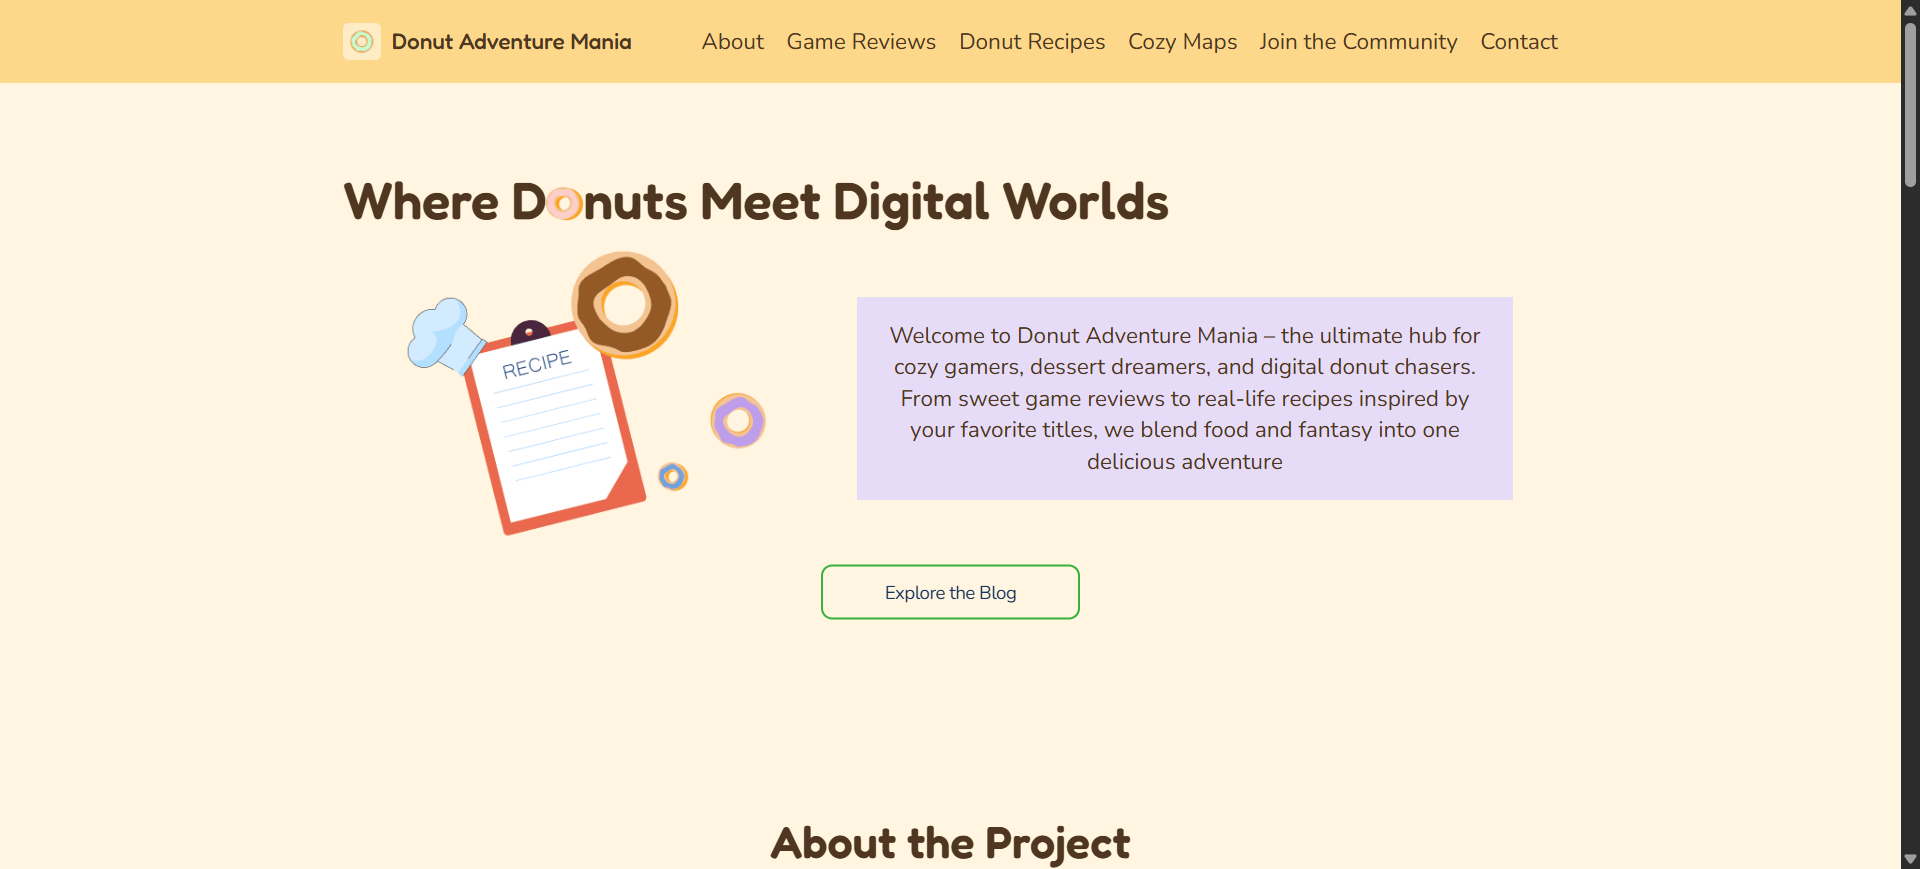 Donut Adventure Mania
About Game Reviews Donut Recipes Cozy Maps Join the Community Contact
Where Donuts Meet Digital Worlds
RECIPE
Welcome to Donut Adventure Mania – the ultimate hub for
cozy gamers, dessert dreamers, and digital donut chasers.
From sweet game reviews to real-life recipes inspired by
your favorite titles, we blend food and fantasy into one
delicious adventure
Explore the Blog
About the Project